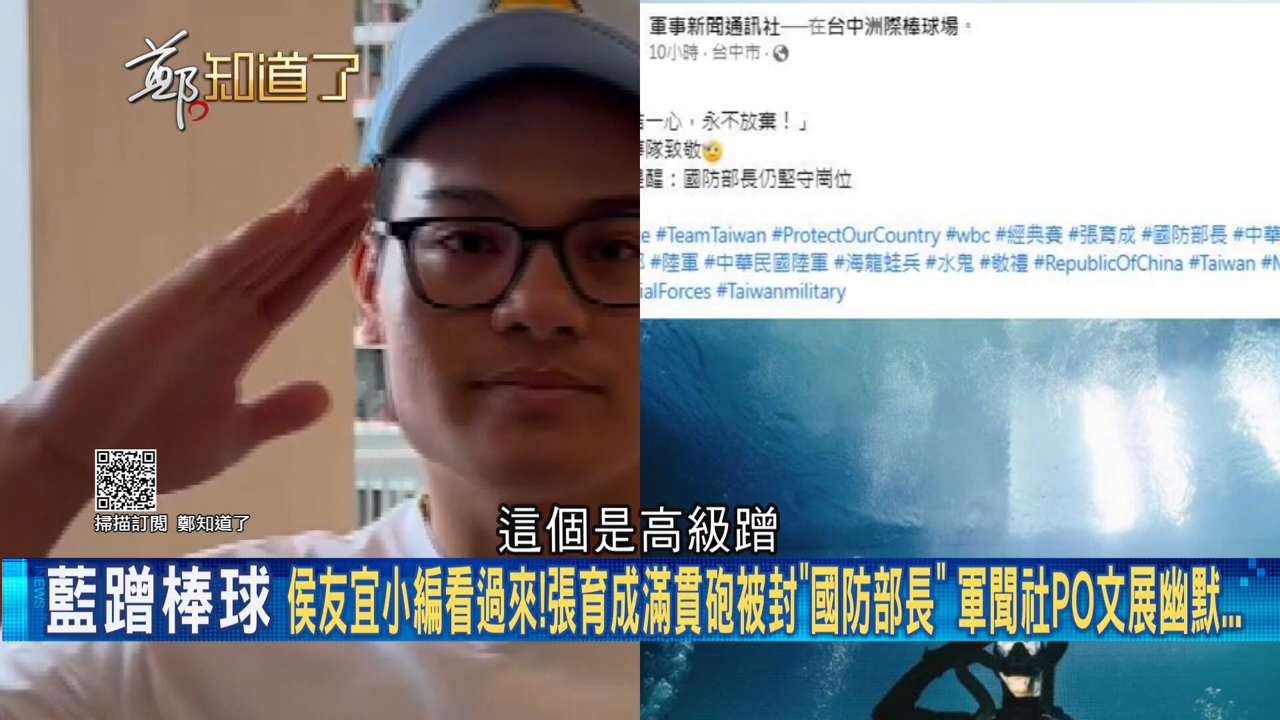 鄭知道了
軍事新聞通訊社──在台中洲際棒球場。
10小時 · 台中市 ·
一心，永不放棄！」
隊致敬
醒：國防部長仍堅守崗位
#TeamTaiwan #ProtectOurCountry #wbc #經典賽 #張育成 #國防部長 #中華
#陸軍 #中華民國陸軍 #海龍蛙兵 #水鬼 #敬禮 #RepublicOfChina #Taiwan #M
ialForces #Taiwanmilitary
掃描訂閱 鄭知道了
這個是高級蹭
NEWS
藍蹭棒球
侯友宜小編看過來!張育成滿貫砲被封"國防部長" 軍聞社PO文展幽默...